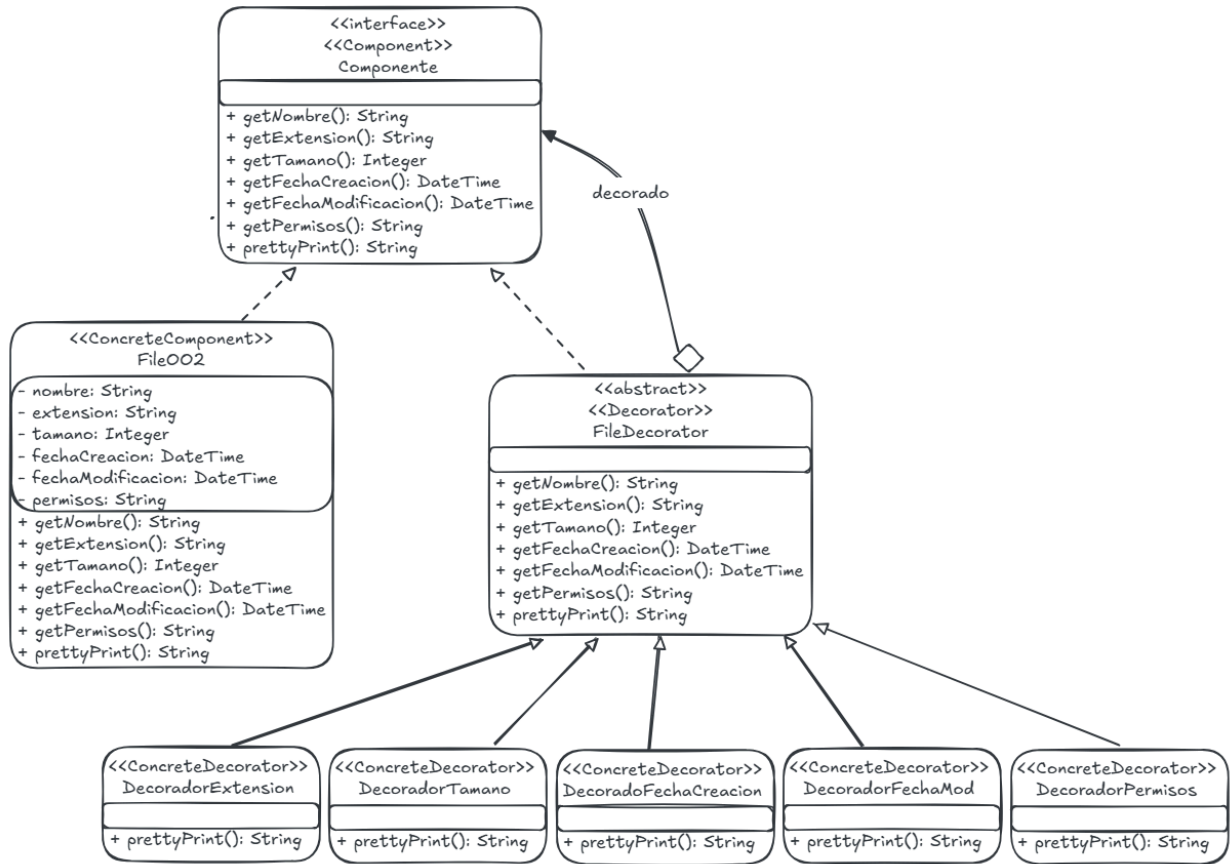 <<interface>>
<<Component>>
Componente
+ getNombre(): String
+ getExtension(): String
+ getTamano(): Integer
+ getFechaCreacion(): DateTime
+ getFechaModificacion(): DateTime
+ getPermisos(): String
+ prettyPrint(): String
decorado
<<ConcreteComponent>>
File002
- nombre: String
- extension: String
- tamano: Integer
- fechaCreacion: DateTime
- fechaModificacion: DateTime
- permisos: String
+ getNombre(): String
+ getExtension(): String
+ getTamano(): Integer
+ getFechaCreacion(): DateTime
+ getFechaModificacion(): DateTime
+ getPermisos(): String
+ prettyPrint(): String
<<abstract>>
<<Decorator>>
FileDecorator
+ getNombre(): String
+ getExtension(): String
+ getTamano(): Integer
+ getFechaCreacion(): DateTime
+ getFechaModificacion(): DateTime
+ getPermisos(): String
+ prettyPrint(): String
<<ConcreteDecorator>>
DecoradorExtension
+ prettyPrint(): String
<<ConcreteDecorator>>
DecoradorTamano
+ prettyPrint(): String
<<ConcreteDecorator>>
DecoradoFechaCreacion
+ prettyPrint(): String
<<ConcreteDecorator>>
DecoradorFechaMod
+ prettyPrint(): String
<<ConcreteDecorator>>
DecoradorPermisos
+ prettyPrint(): String